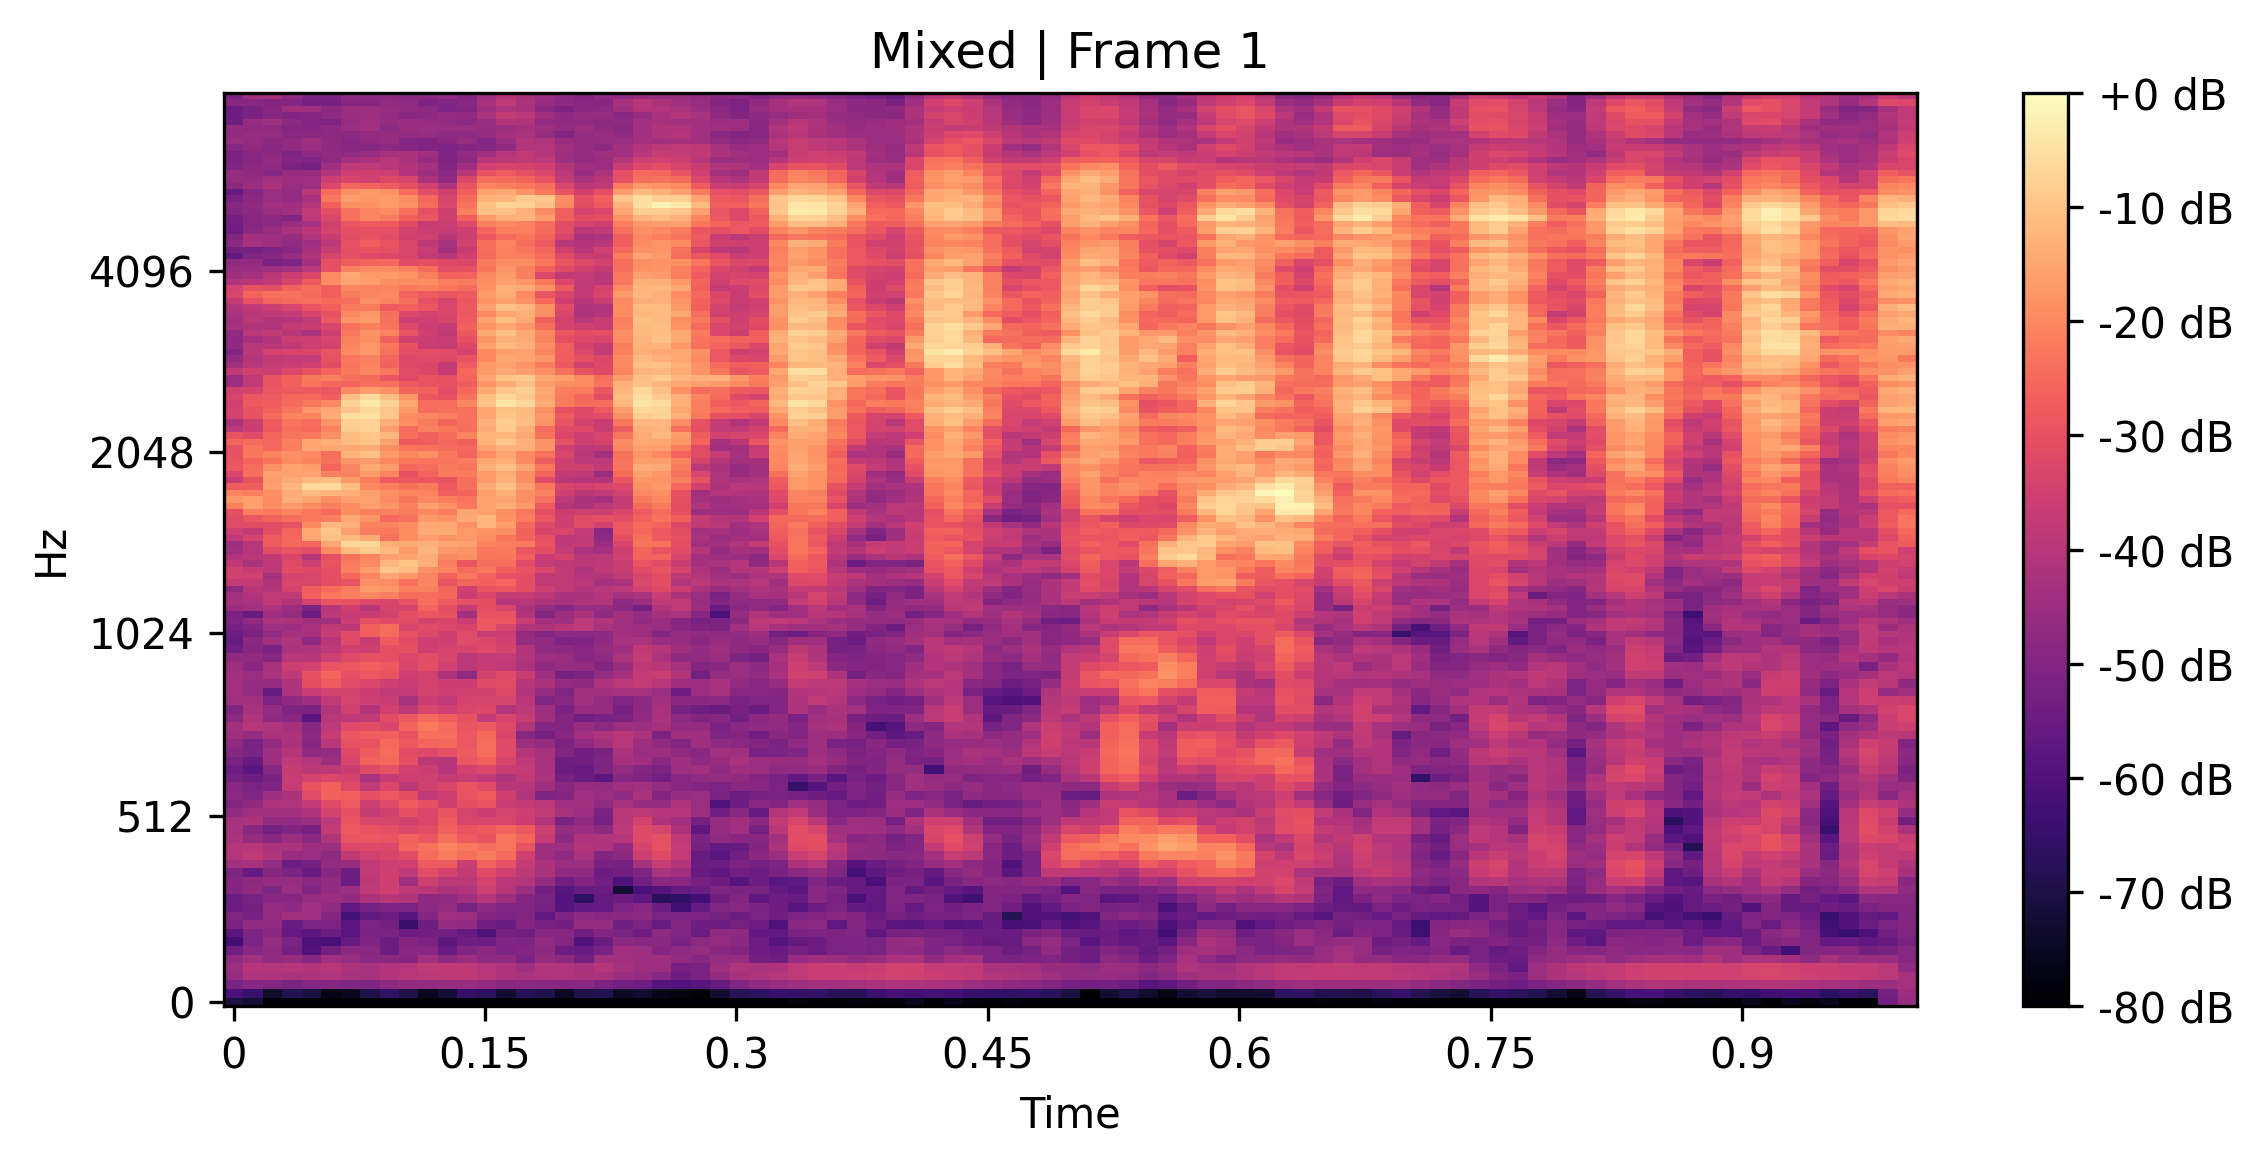 Mixed | Frame 1
+0 dB
-10 dB
-20 dB
-30 dB
-40 dB
-50 dB
-60 dB
-70 dB
-80 dB
Hz
4096
2048
1024
512
0
0 0.15 0.3 0.45 0.6 0.75 0.9
Time